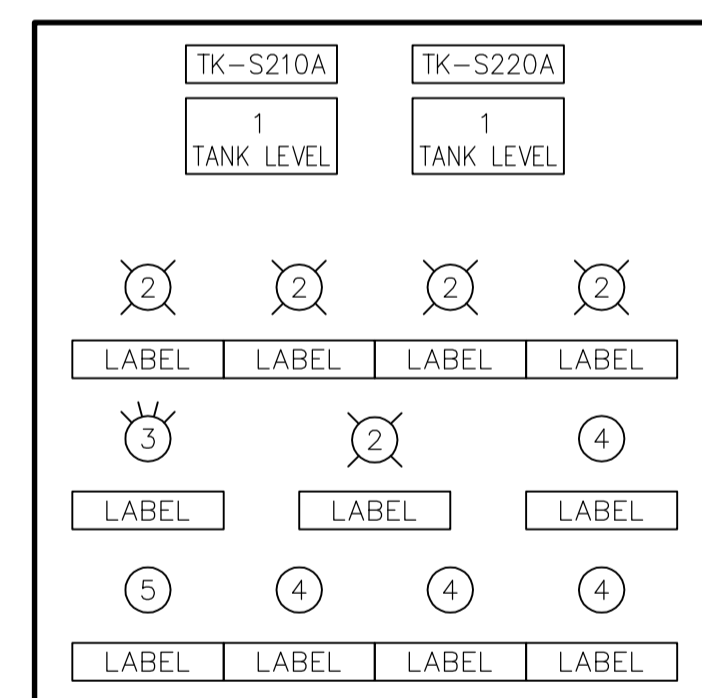 TK-S210A TK-S220A
1 1
TANK LEVEL TANK LEVEL
2 2 2 2
LABEL LABEL LABEL LABEL
3 2 4
LABEL LABEL LABEL
5 4 4 4
LABEL LABEL LABEL LABEL